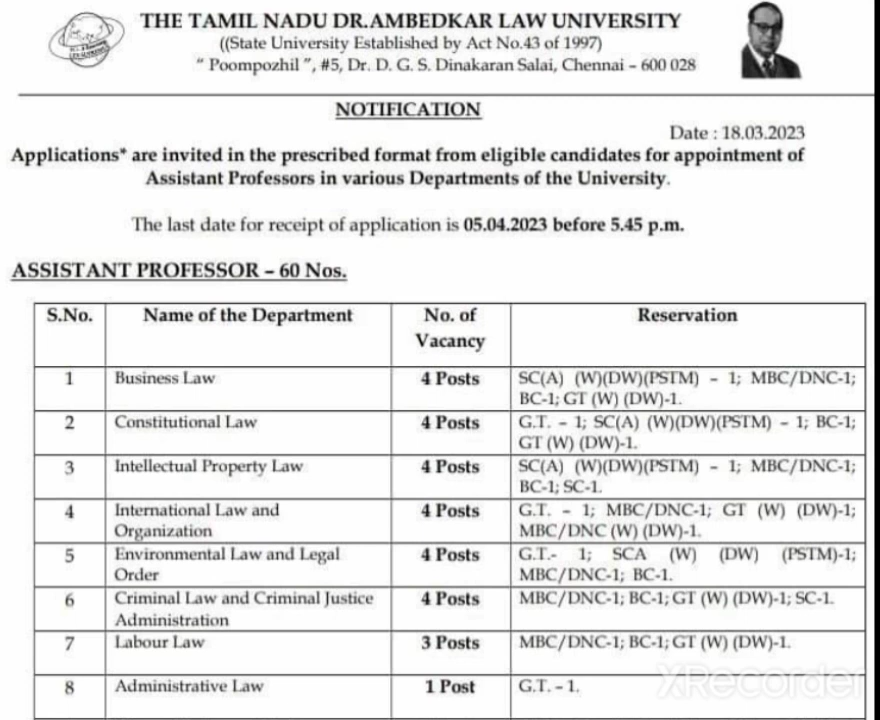 THE TAMIL NADU DR.AMBEDKAR LAW UNIVERSITY
((State University Established by Act No.43 of 1997)
" Poompozhil ", #5, Dr. D. G. S. Dinakaran Salai, Chennai – 600 028
NOTIFICATION
Date : 18.03.2023
Applications* are invited in the prescribed format from eligible candidates for appointment of
Assistant Professors in various Departments of the University.
The last date for receipt of application is 05.04.2023 before 5.45 p.m.
ASSISTANT PROFESSOR – 60 Nos.
S.No. Name of the Department No. of Vacancy Reservation
1 Business Law 4 Posts SC(A) (W)(DW)(PSTM) – 1; MBC/DNC-1;
BC-1; GT (W) (DW)-1.
2 Constitutional Law 4 Posts G.T. – 1; SC(A) (W)(DW)(PSTM) – 1; BC-1;
GT (W) (DW)-1.
3 Intellectual Property Law 4 Posts SC(A) (W)(DW)(PSTM) – 1; MBC/DNC-1;
BC-1; SC-1.
4 International Law and 4 Posts G.T. – 1; MBC/DNC-1; GT (W) (DW)-1;
Organization MBC/DNC (W) (DW)-1.
5 Environmental Law and Legal 4 Posts G.T.- 1; SCA (W) (DW) (PSTM)-1;
Order MBC/DNC-1; BC-1.
6 Criminal Law and Criminal Justice 4 Posts MBC/DNC-1; BC-1; GT (W) (DW)-1; SC-1.
Administration
7 Labour Law 3 Posts MBC/DNC-1; BC-1; GT (W) (DW)-1.
8 Administrative Law 1 Post G.T. – 1.
XRecorder